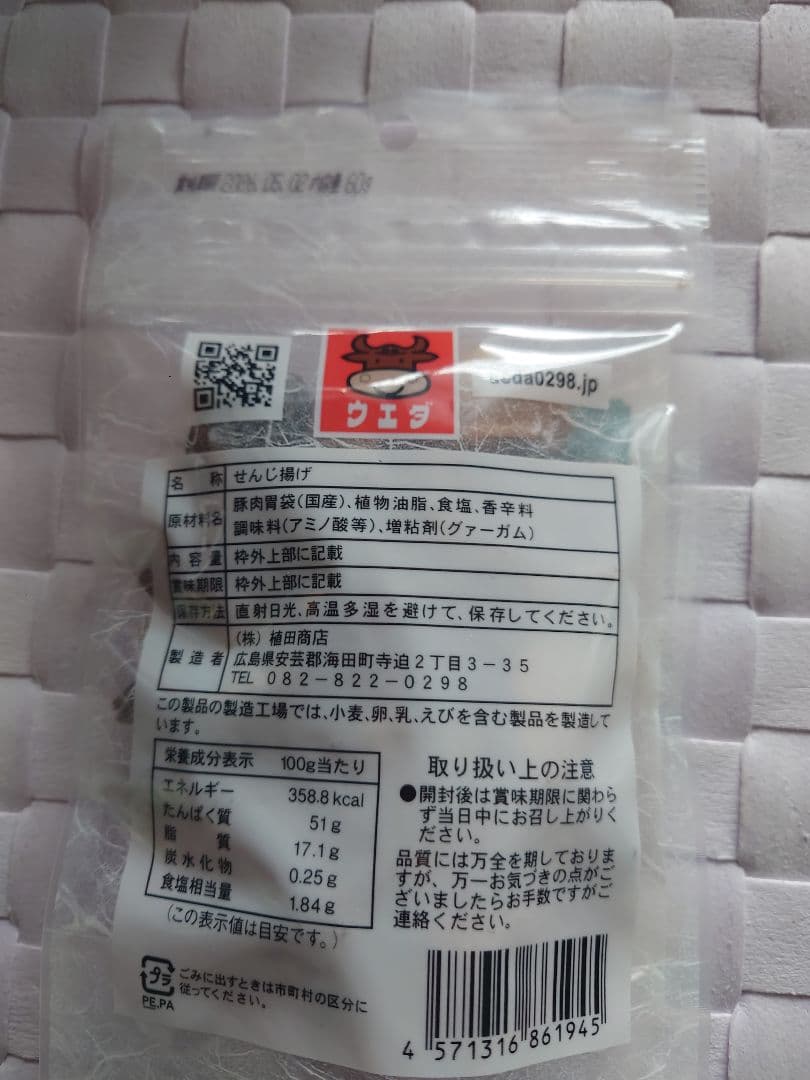 2026.05.02 内容量 60g
ウエダ
da0298.jp
名 称 せんじ揚げ
原材料名 豚肉胃袋(国産)、植物油脂、食塩、香辛料
調味料(アミノ酸等)、増粘剤(グァーガム)
内容量 枠外上部に記載
賞味期限 枠外上部に記載
保存方法 直射日光、高温多湿を避けて、保存してください。
製造者 (株) 植田商店
広島県安芸郡海田町寺迫2丁目3-35
TEL 082-822-0298
この製品の製造工場では、小麦、卵、乳、えびを含む製品を製造して
います。
栄養成分表示 100g当たり
エネルギー 358.8kcal
たんぱく質 51g
脂 質 17.1g
炭水化物 0.25g
食塩相当量 1.84g
(この表示値は目安です。)
取り扱い上の注意
●開封後は賞味期限に関わら
ず当日中にお召し上がりく
ださい。
品質には万全を期しておりま
すが、万一お気づきの点がご
ざいましたらお手数ですがご
連絡ください。
プラ
PE,PA
ごみに出すときは市町村の区分に
従ってください。
4 571316 861945